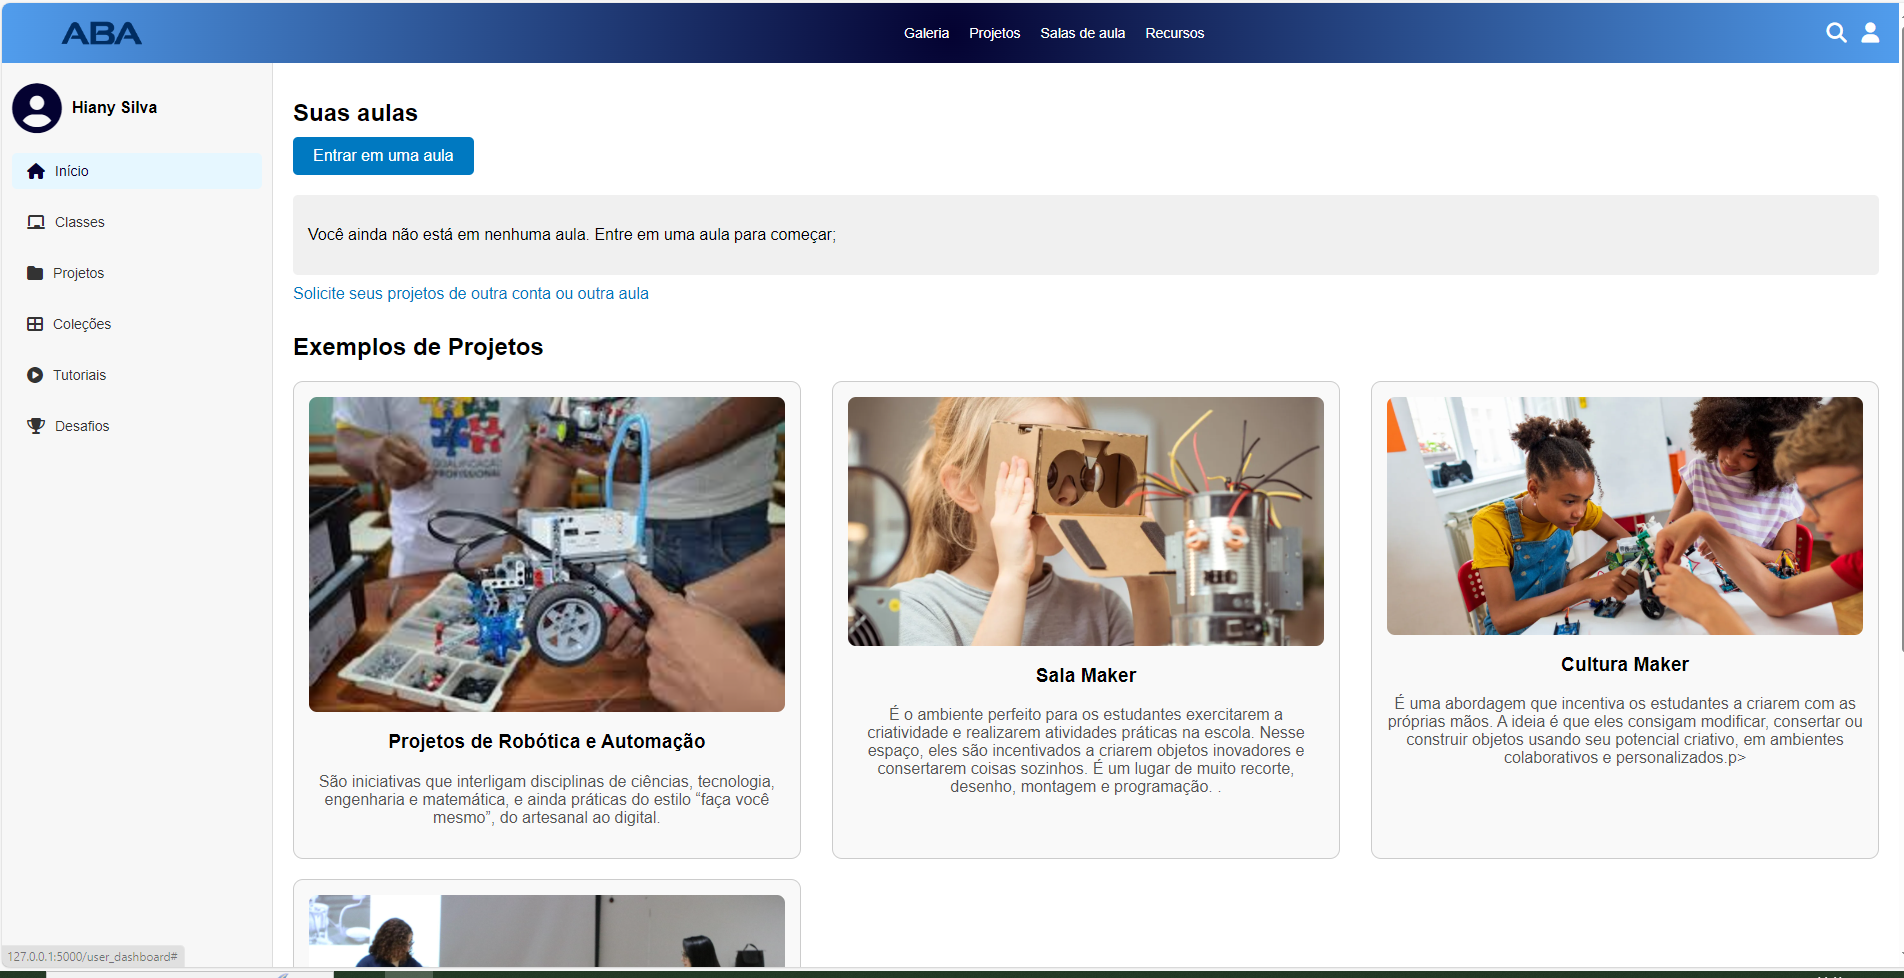 ABA
Galeria Projetos Salas de aula Recursos
Hiany Silva
Início
Classes
Projetos
Coleções
Tutoriais
Desafios
Suas aulas
Entrar em uma aula
Você ainda não está em nenhuma aula. Entre em uma aula para começar;
Solicite seus projetos de outra conta ou outra aula
Exemplos de Projetos
QUALIFICAÇÃO
PROFISSIONAL
Projetos de Robótica e Automação
São iniciativas que interligam disciplinas de ciências, tecnologia,
engenharia e matemática, e ainda práticas do estilo “faça você
mesmo”, do artesanal ao digital.
Sala Maker
É o ambiente perfeito para os estudantes exercitarem a
criatividade e realizarem atividades práticas na escola. Nesse
espaço, eles são incentivados a criarem objetos inovadores e
consertarem coisas sozinhos. É um lugar de muito recorte,
desenho, montagem e programação. .
Cultura Maker
É uma abordagem que incentiva os estudantes a criarem com as
próprias mãos. A ideia é que eles consigam modificar, consertar ou
construir objetos usando seu potencial criativo, em ambientes
colaborativos e personalizados.p>
127.0.0.1:5000/user_dashboard#